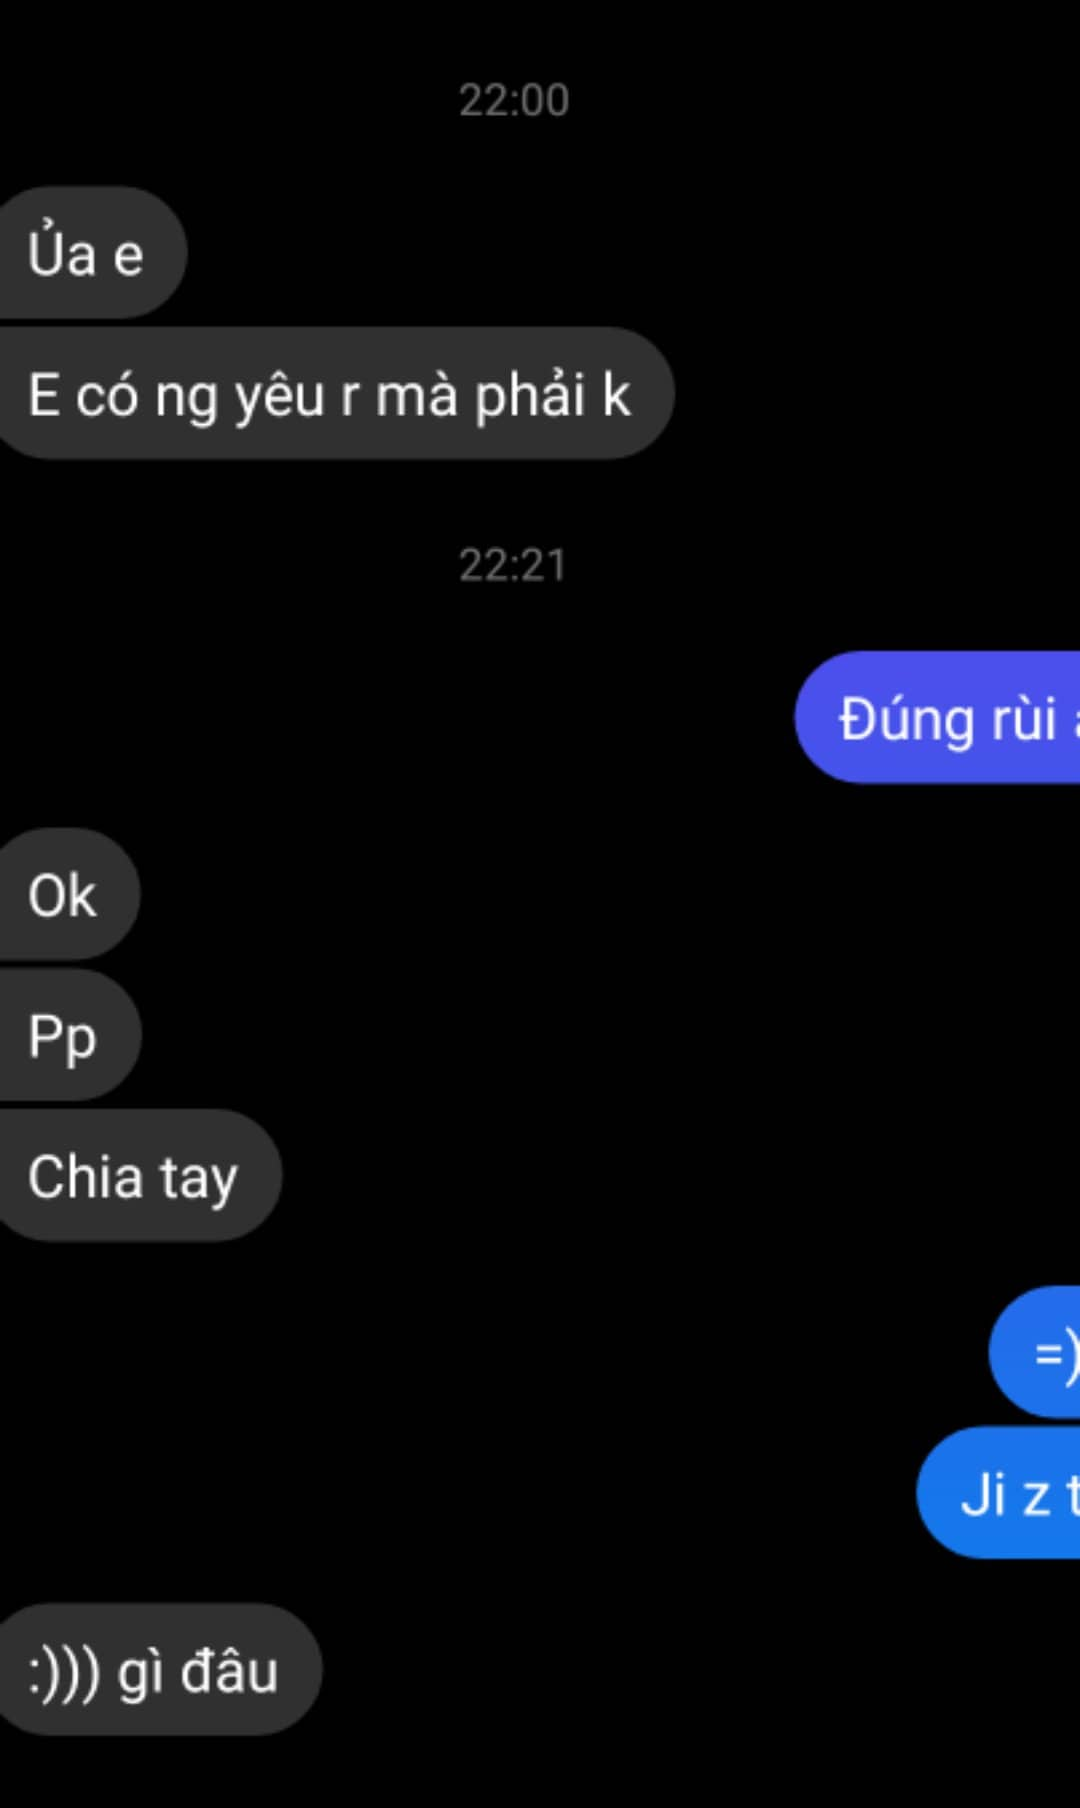 22:00
Ủa e
E có ng yêu r mà phải k
22:21
Đúng rùi
Ok
Pp
Chia tay
=)
Ji z
:))) gì đâu